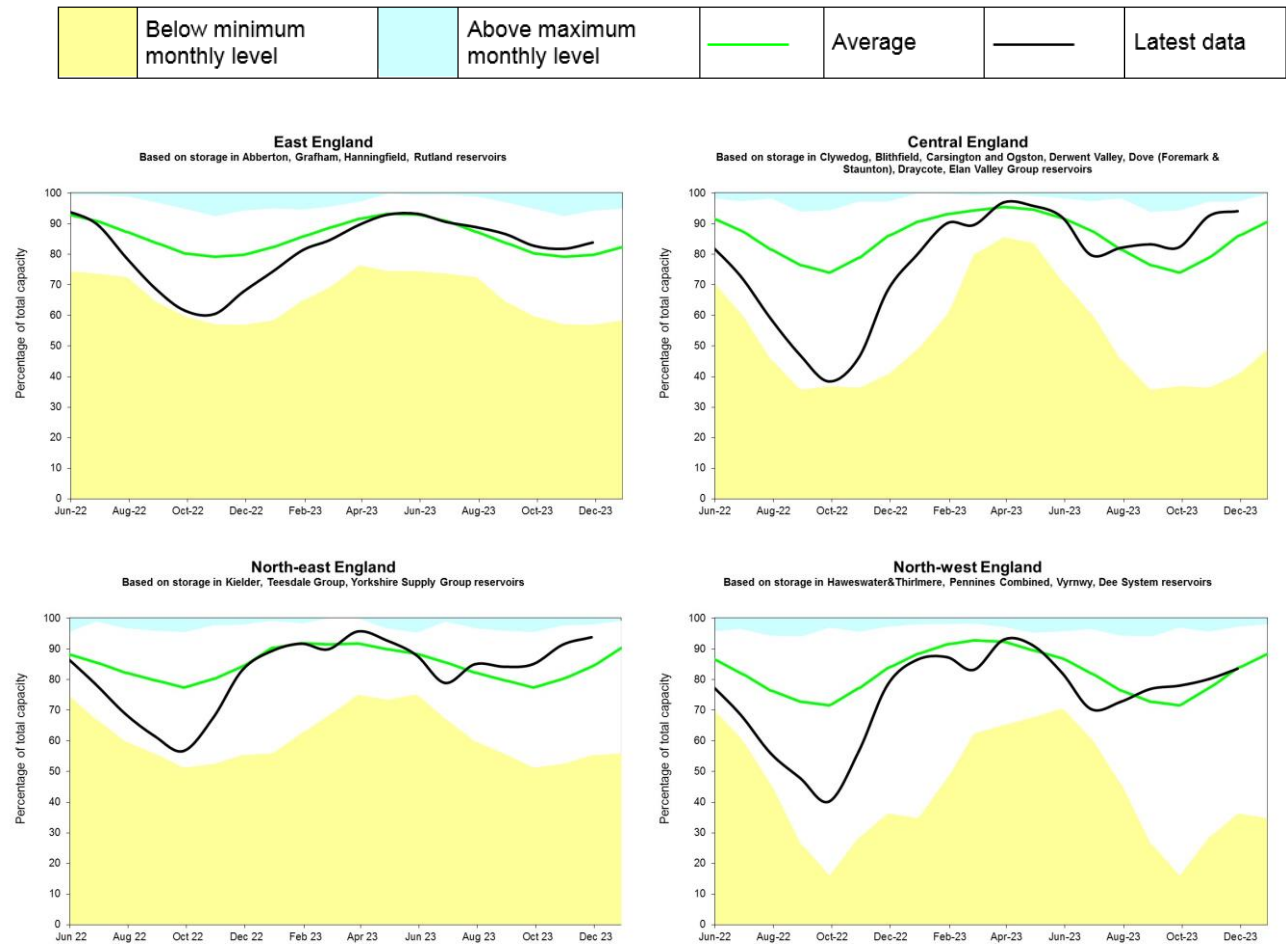 Below minimum
monthly level
Above maximum
monthly level
Average
Latest data
East England
Based on storage in Abberton, Grafham, Hanningfield, Rutland reservoirs
Percentage of total capacity
100
90
80
70
60
50
40
30
20
10
0
Jun-22 Aug-22 Oct-22 Dec-22 Feb-23 Apr-23 Jun-23 Aug-23 Oct-23 Dec-23
Central England
Based on storage in Clywedog, Blithfield, Carsington and Ogston, Derwent Valley, Dove (Foremark &
Staunton), Draycote, Elan Valley Group reservoirs
Percentage of total capacity
100
90
80
70
60
50
40
30
20
10
0
Jun-22 Aug-22 Oct-22 Dec-22 Feb-23 Apr-23 Jun-23 Aug-23 Oct-23 Dec-23
North-east England
Based on storage in Kielder, Teesdale Group, Yorkshire Supply Group reservoirs
Percentage of total capacity
100
90
80
70
60
50
40
30
20
10
0
Jun 22 Aug 22 Oct 22 Dec 22 Feb 23 Apr 23 Jun 23 Aug 23 Oct 23 Dec 23
North-west England
Based on storage in Haweswater&Thirlmere, Pennines Combined, Vyrnwy, Dee System reservoirs
Percentage of total capacity
100
90
80
70
60
50
40
30
20
10
0
Jun-22 Aug-22 Oct-22 Dec-22 Feb-23 Apr-23 Jun-23 Aug-23 Oct-23 Dec-23